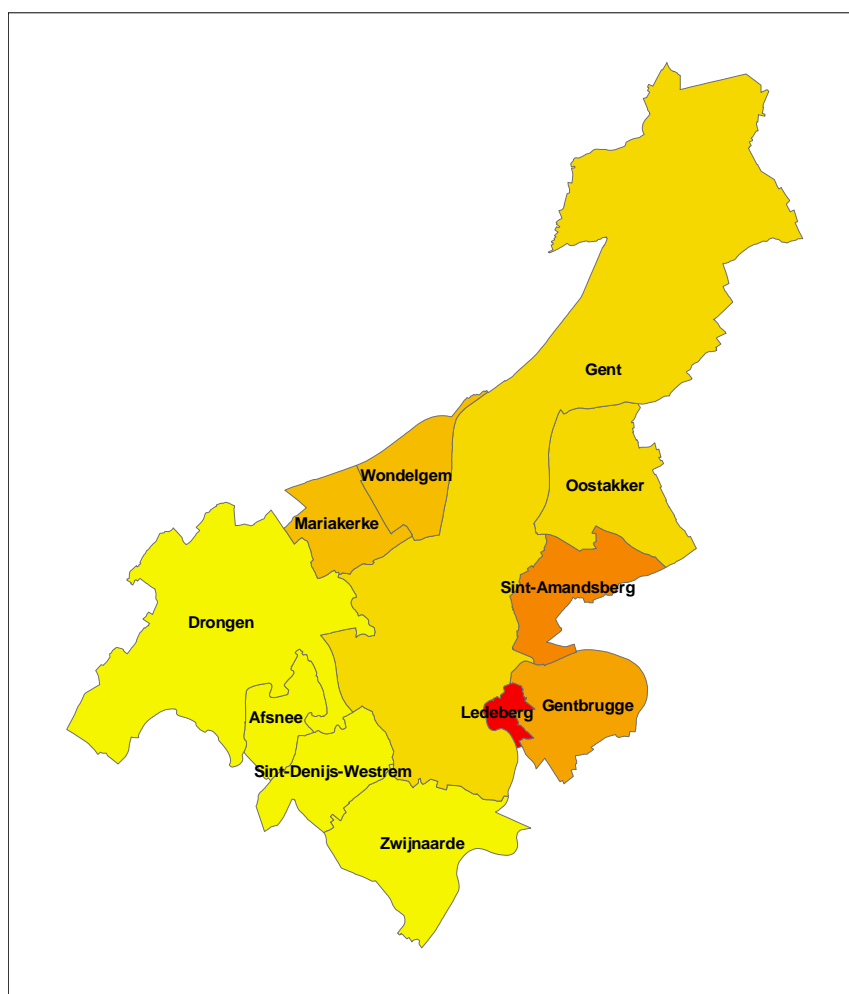 Gent
Wondelgem
Oostakker
Mariakerke
Sint-Amandsberg
Drongen
Gentbrugge
Ledeberg
Afsnee
Sint-Denijs-Westrem
Zwijnaarde